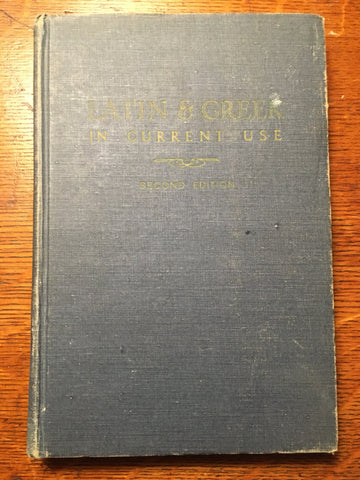 LATIN & GREEK
IN CURRENT USE
SECOND EDITION